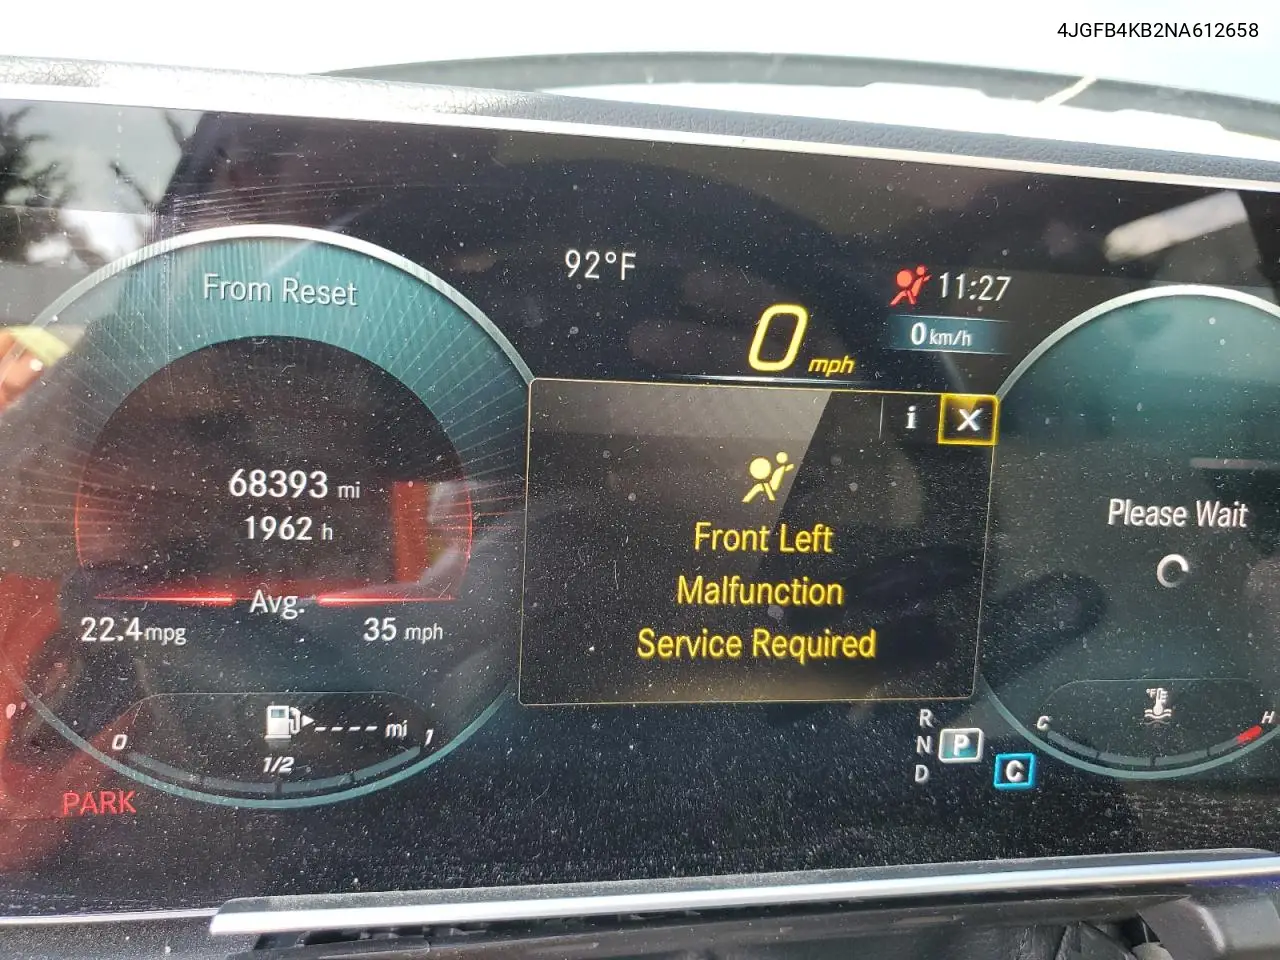 4JGFB4KB2NA612658
92°F
11:27
From Reset
0 mph
0 km/h
i X
68393 mi
1962 h
Front Left
Malfunction
Service Required
Please Wait
Avg.
22.4 mpg 35 mph
---- mi
0 1/2 1
PARK
R
N P
D C
C °F H